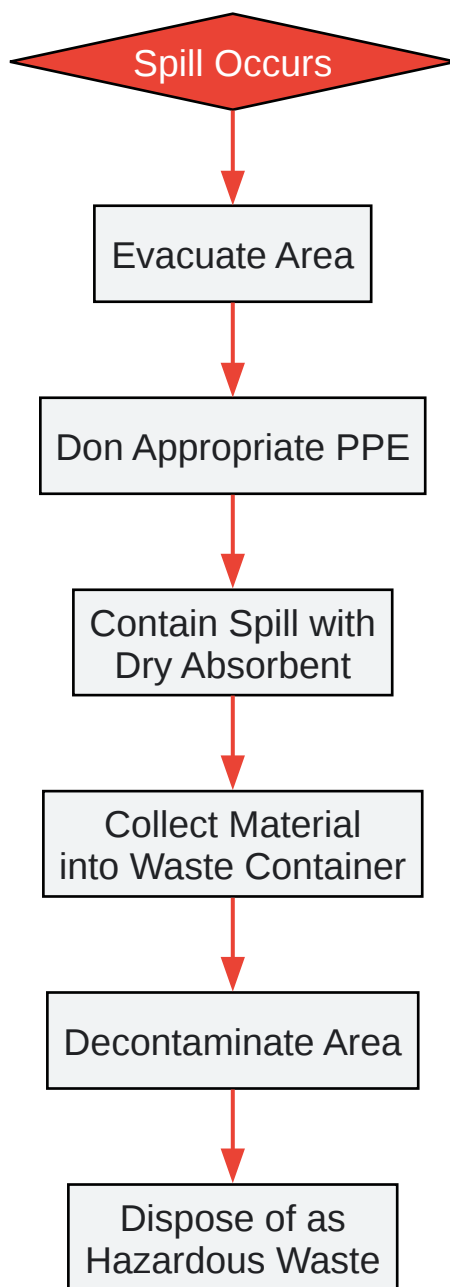 Spill Occurs
Evacuate Area
Don Appropriate PPE
Contain Spill with
Dry Absorbent
Collect Material
into Waste Container
Decontaminate Area
Dispose of as
Hazardous Waste